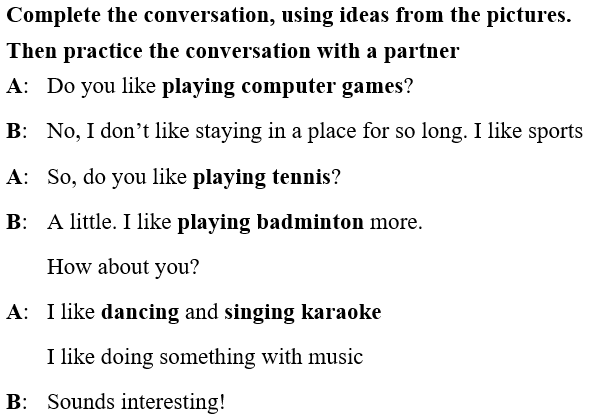 Complete the conversation, using ideas from the pictures.
Then practice the conversation with a partner
A: Do you like playing computer games?
B: No, I don’t like staying in a place for so long. I like sports
A: So, do you like playing tennis?
B: A little. I like playing badminton more.
How about you?
A: I like dancing and singing karaoke
I like doing something with music
B: Sounds interesting!